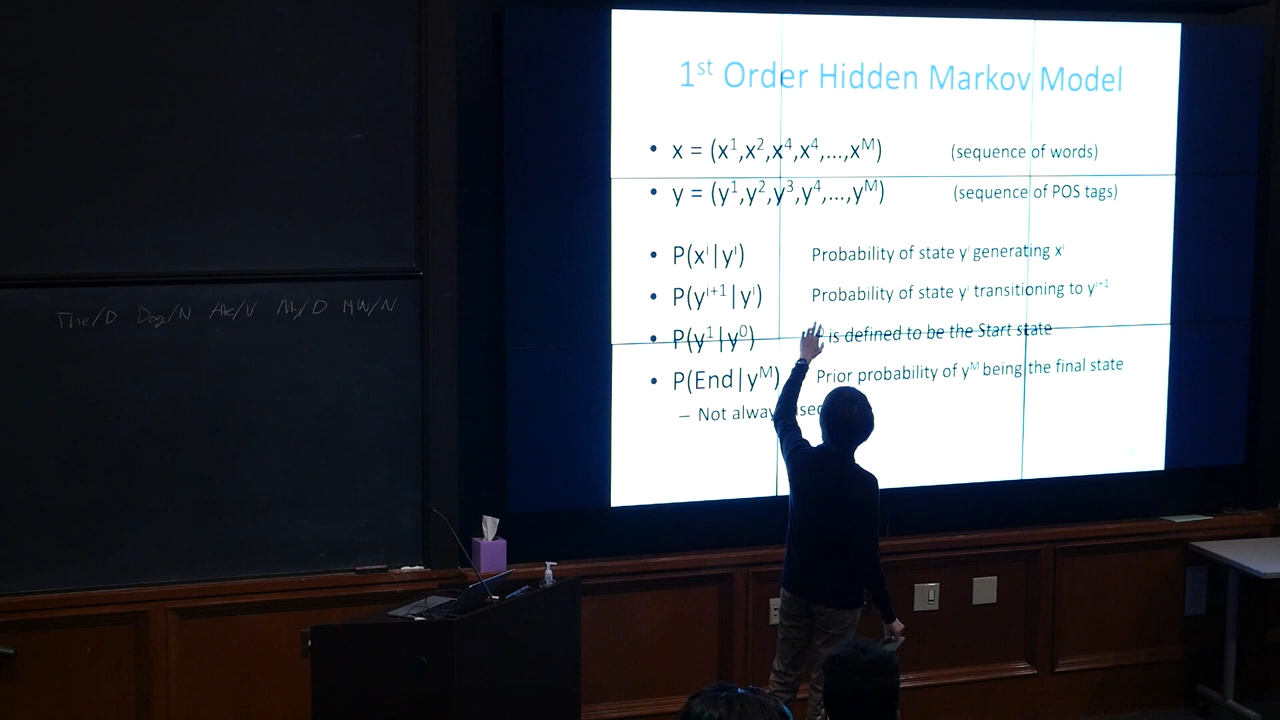 1st Order Hidden Markov Model
• x = (x1,x2,x4,x4,...,xM) (sequence of words)
• y = (y1,y2,y3,y4,...,yM) (sequence of POS tags)
• P(xi|yi) Probability of state yi generating xi
• P(yi+1|yi) Probability of state yi transitioning to yi+1
• P(y1|y0) is defined to be the Start state
• P(End|yM) Prior probability of yM being the final state
– Not always used
The/D Dog/N Ate/V My/D HW/N